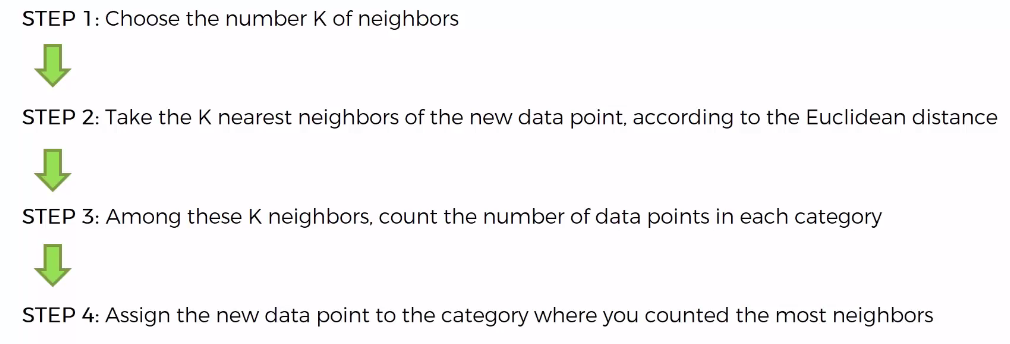 STEP 1: Choose the number K of neighbors
STEP 2: Take the K nearest neighbors of the new data point, according to the Euclidean distance
STEP 3: Among these K neighbors, count the number of data points in each category
STEP 4: Assign the new data point to the category where you counted the most neighbors